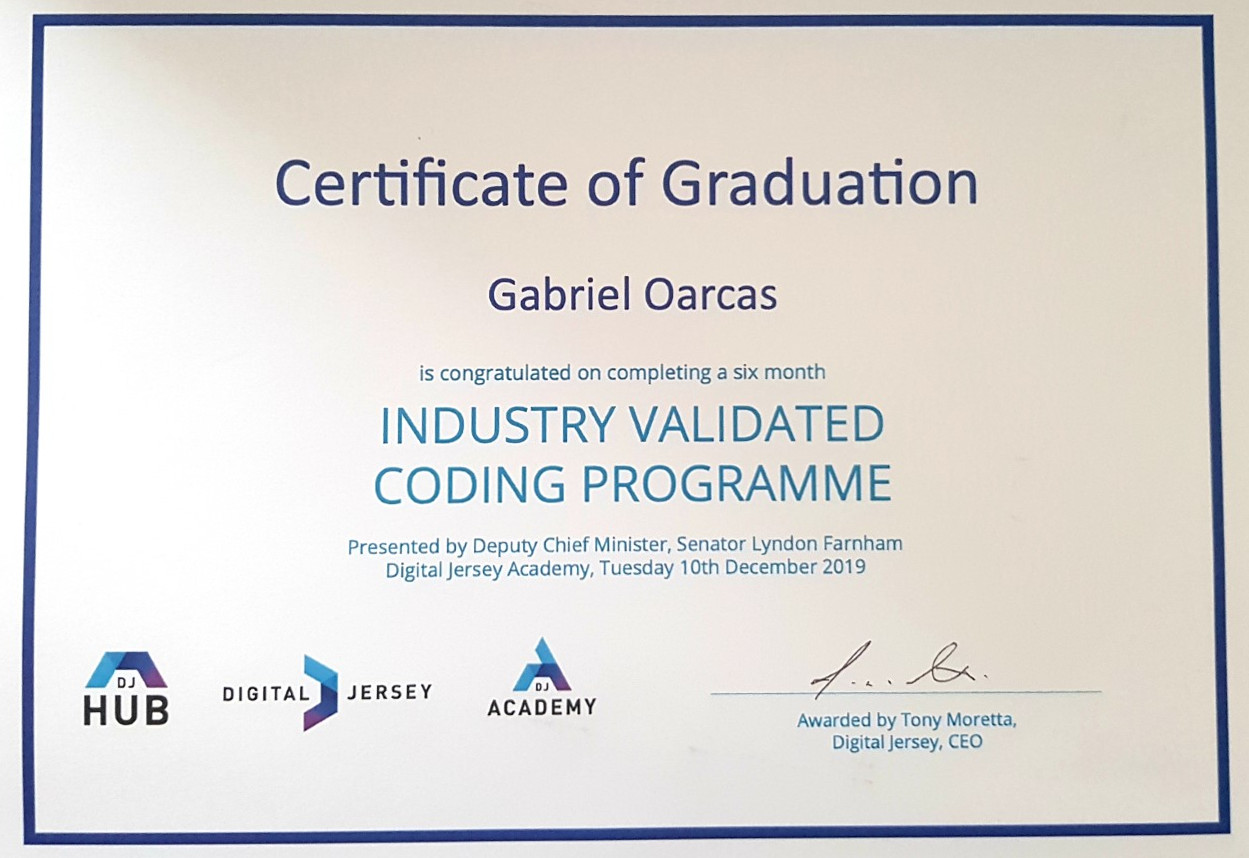 Certificate of Graduation
Gabriel Oarcas
is congratulated on completing a six month
INDUSTRY VALIDATED
CODING PROGRAMME
Presented by Deputy Chief Minister, Senator Lyndon Farnham
Digital Jersey Academy, Tuesday 10th December 2019
DJ
HUB
DIGITAL JERSEY
DJ
ACADEMY
Awarded by Tony Moretta,
Digital Jersey, CEO